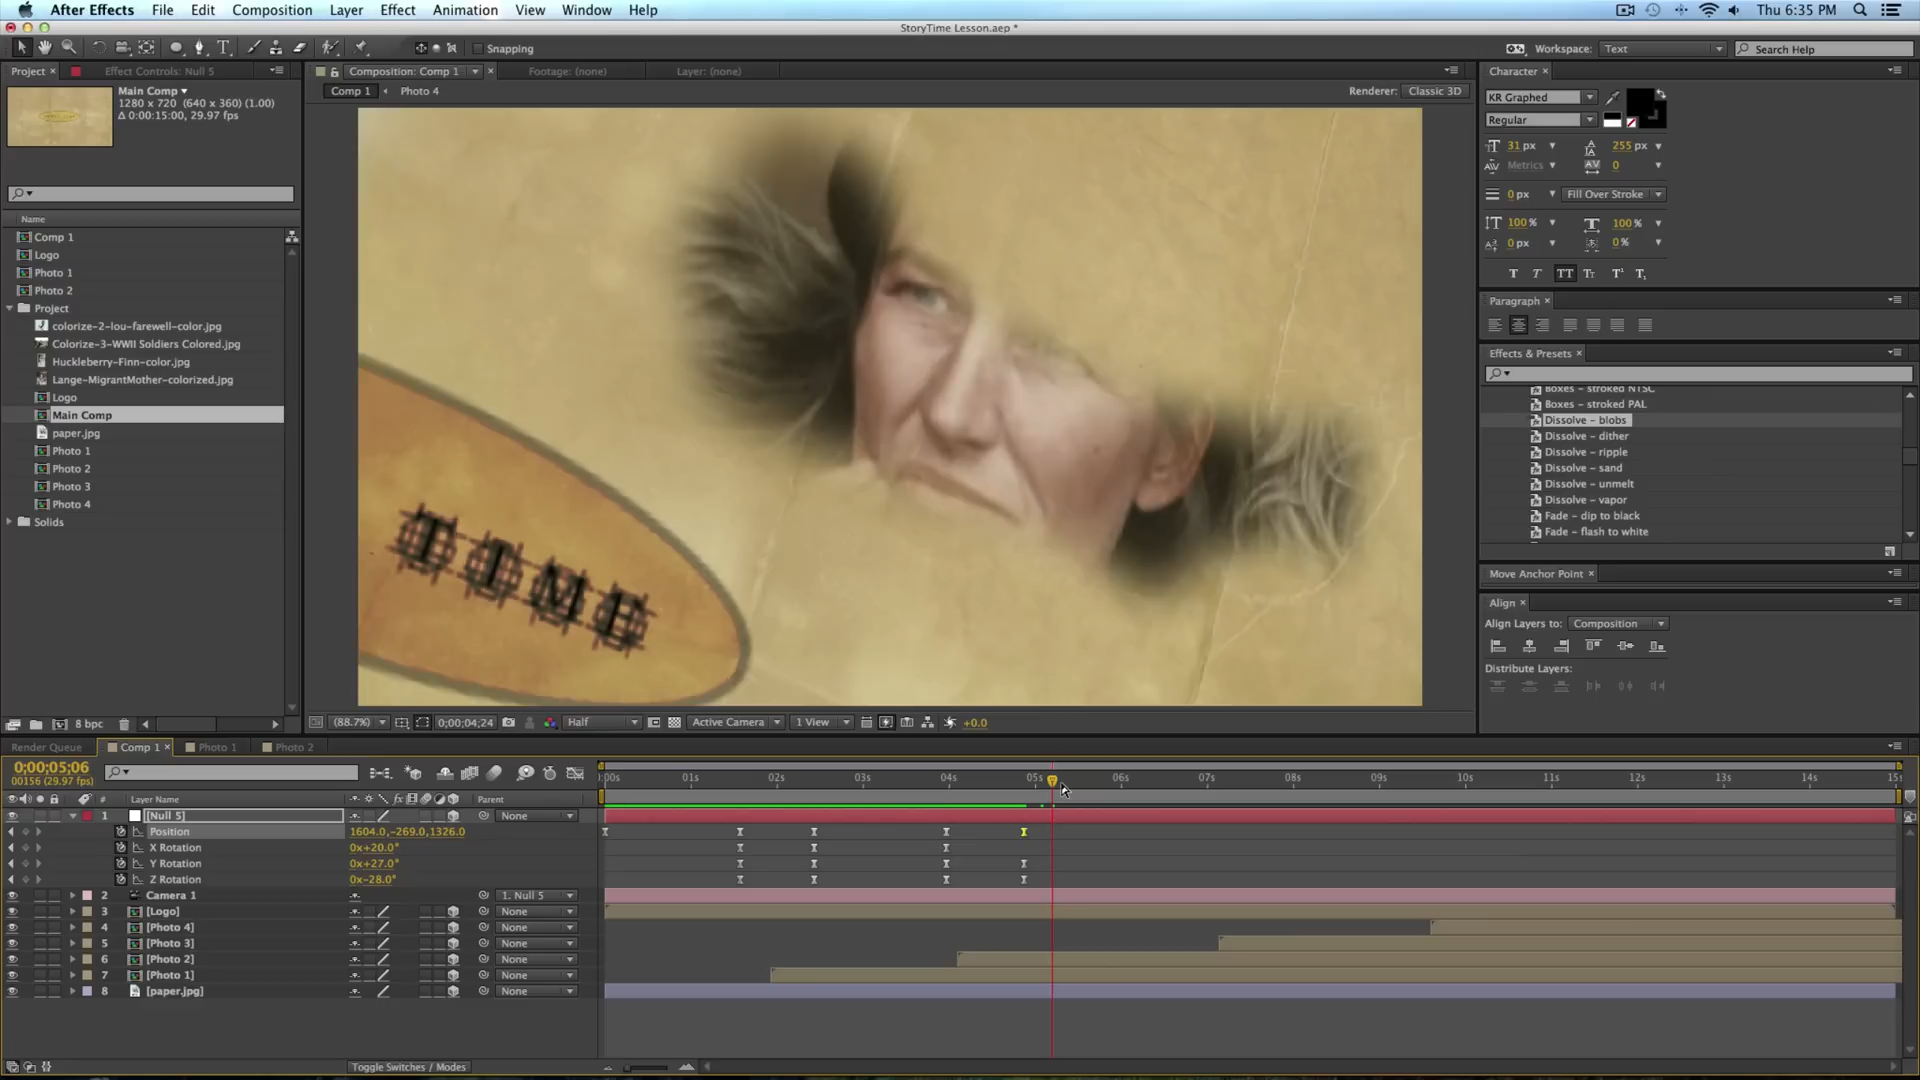 After Effects File Edit Composition Layer Effect Animation View Window Help Thu 6:35 PM
StoryTime Lesson.aep *
Snapping Workspace: Text Search Help
Project × Effect Controls: Null 5 Composition: Comp 1 × Footage: (none) Layer: (none) Character ×
Main Comp
1280 x 720 (640 x 360) (1.00)
Δ 0:00:15:00, 29.97 fps
Comp 1 Photo 4 Renderer: Classic 3D
KR Graphed
Regular
31 px 255 px
Metrics 0
0 px Fill Over Stroke
100 % 100 %
0 px 0 %
T T TT Tt T¹ T₁
Name
Comp 1
Logo
Photo 1
Photo 2
Project
colorize-2-lou-farewell-color.jpg
Colorize-3-WWII Soldiers Colored.jpg
Huckleberry-Finn-color.jpg
Lange-MigrantMother-colorized.jpg
Logo
Main Comp
paper.jpg
Photo 1
Photo 2
Photo 3
Photo 4
Solids
8 bpc
TIME
Paragraph ×
Effects & Presets ×
Boxes - stroked NTSC
Boxes - stroked PAL
Dissolve - blobs
Dissolve - dither
Dissolve - ripple
Dissolve - sand
Dissolve - unmelt
Dissolve - vapor
Fade - dip to black
Fade - flash to white
Move Anchor Point ×
Align ×
Align Layers to: Composition
Distribute Layers:
(88.7%) 0;00;04;24 Half Active Camera 1 View +0.0
Render Queue Comp 1 × Photo 1 Photo 2
0;00;05;06
00156 (29.97 fps)
:00s 01s 02s 03s 04s 05s 06s 07s 08s 09s 10s 11s 12s 13s 14s 15s
# Layer Name fx Parent
1 [Null 5] None
Position 1604.0,-269.0,1326.0
X Rotation 0x+20.0°
Y Rotation 0x+27.0°
Z Rotation 0x-28.0°
2 Camera 1 1. Null 5
3 [Logo] None
4 [Photo 4] None
5 [Photo 3] None
6 [Photo 2] None
7 [Photo 1] None
8 [paper.jpg] None
Toggle Switches / Modes